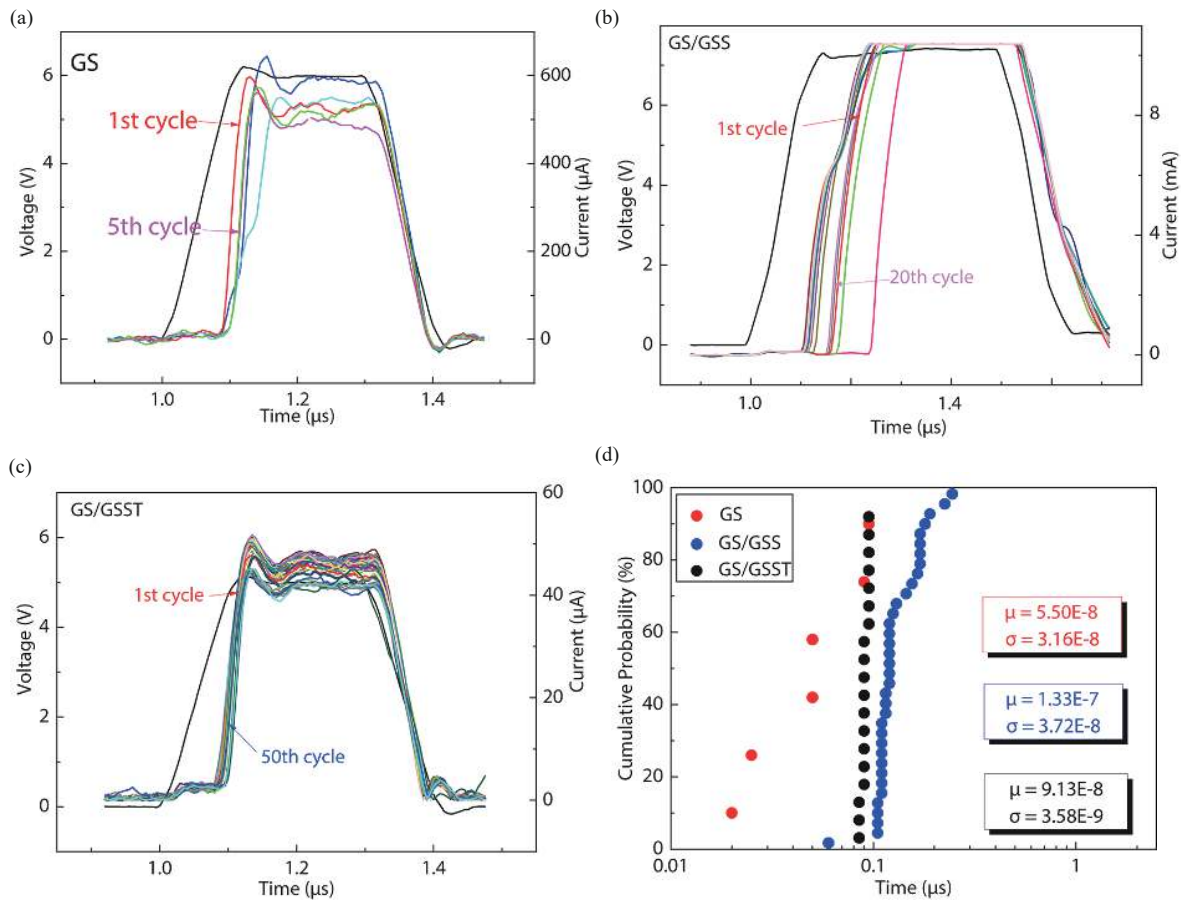 (a)
GS
1st cycle
5th cycle
6
4
2
0
600
400
200
0
Voltage (V)
Current (μA)
1.0
1.2
1.4
Time (μs)
(b)
GS/GSS
1st cycle
20th cycle
6
4
2
0
8
4
0
Voltage (V)
Current (mA)
1.0
1.4
Time (μs)
(c)
GS/GSST
1st cycle
50th cycle
6
4
2
0
60
40
20
0
Voltage (V)
Current (μA)
1.0
1.2
1.4
Time (μs)
(d)
GS
GS/GSS
GS/GSST
100
80
60
40
20
0
Cumulative Probability (%)
μ = 5.50E-8
σ = 3.16E-8
μ = 1.33E-7
σ = 3.72E-8
μ = 9.13E-8
σ = 3.58E-9
0.01
0.1
1
Time (μs)